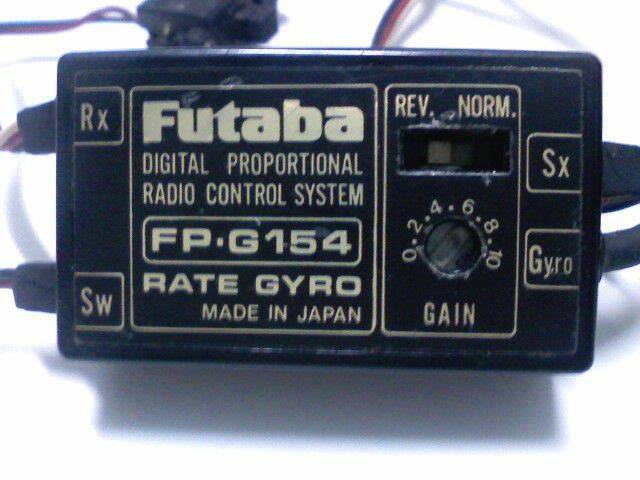 Rx
Sw
Futaba
DIGITAL PROPORTIONAL
RADIO CONTROL SYSTEM
FP·G154
RATE GYRO
MADE IN JAPAN
REV. NORM.
0 2 4 6 8 10
GAIN
Sx
Gyro